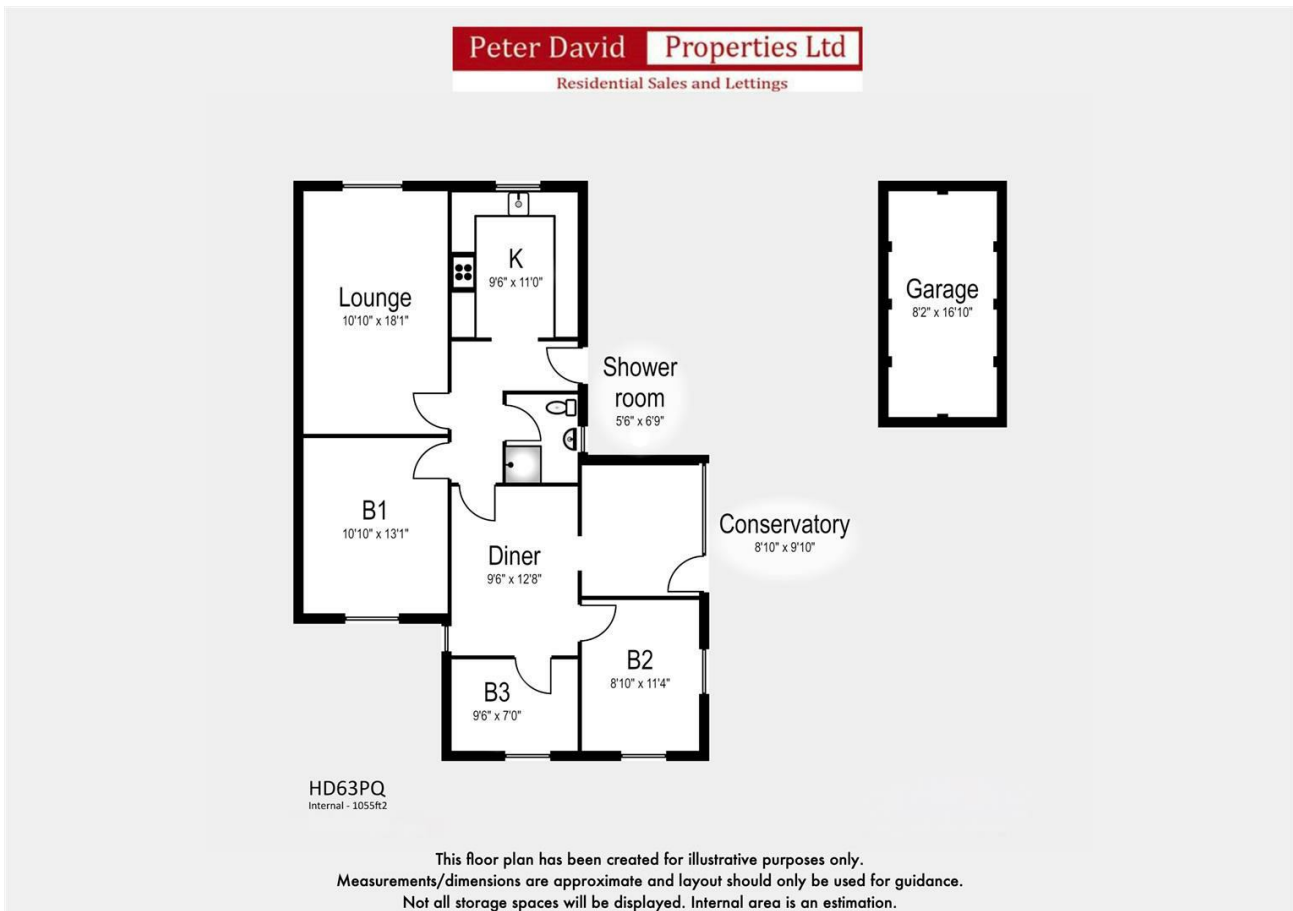 Peter David Properties Ltd
Residential Sales and Lettings
Lounge
10'10" x 18'1"
K
9'6" x 11'0"
Garage
8'2" x 16'10"
Shower
room
5'6" x 6'9"
B1
10'10" x 13'1"
Diner
9'6" x 12'8"
Conservatory
8'10" x 9'10"
B2
8'10" x 11'4"
B3
9'6" x 7'0"
HD63PQ
Internal - 1055ft2
This floor plan has been created for illustrative purposes only.
Measurements/dimensions are approximate and layout should only be used for guidance.
Not all storage spaces will be displayed. Internal area is an estimation.